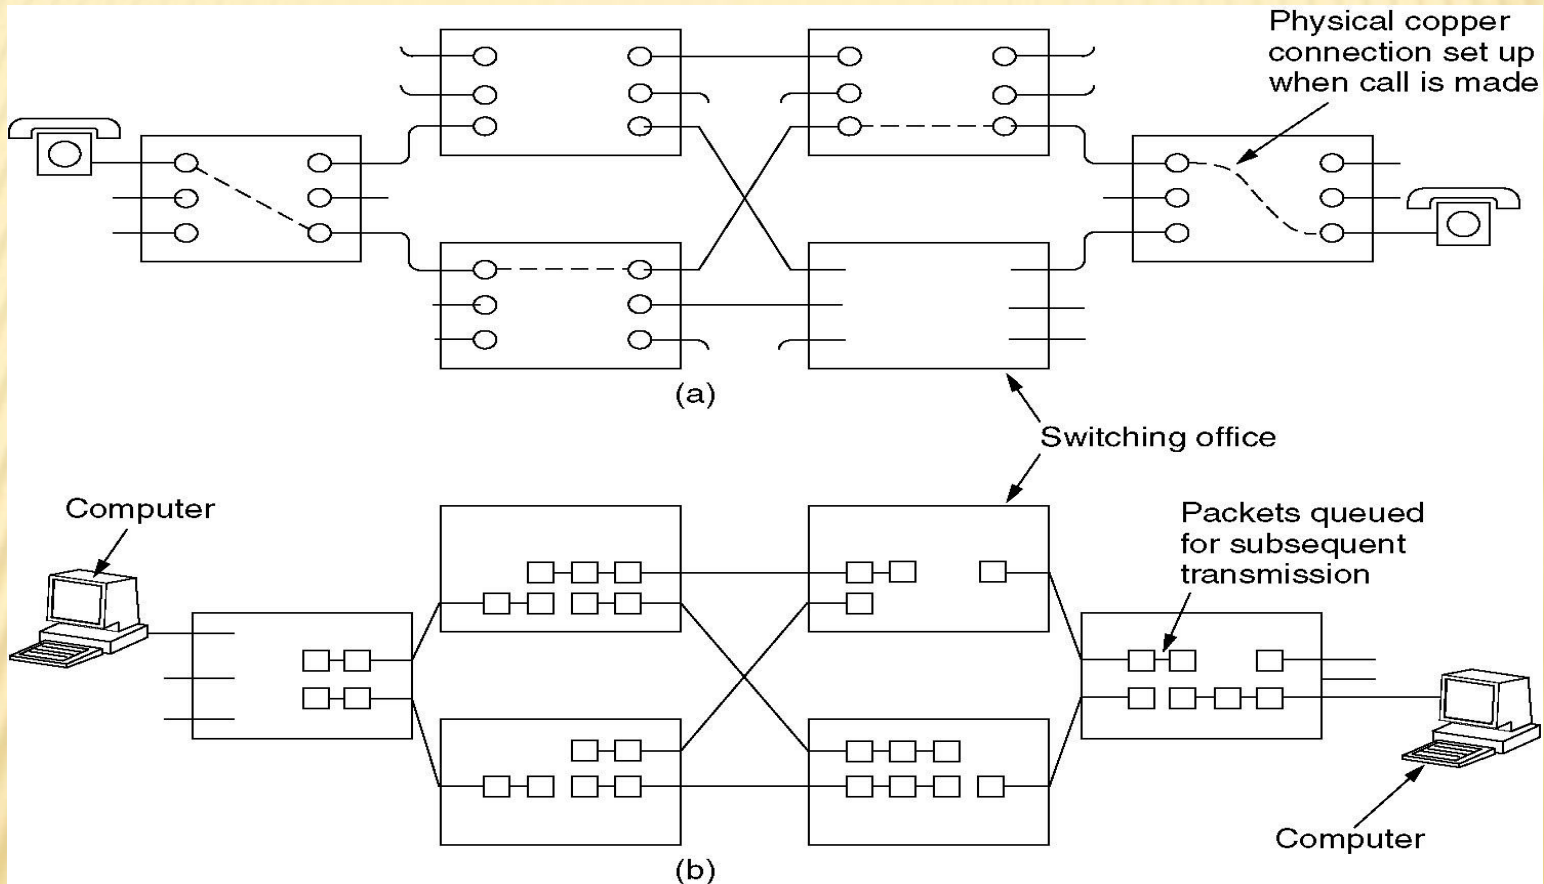 Physical copper
connection set up
when call is made
(a)
Switching office
Computer
Packets queued
for subsequent
transmission
Computer
(b)